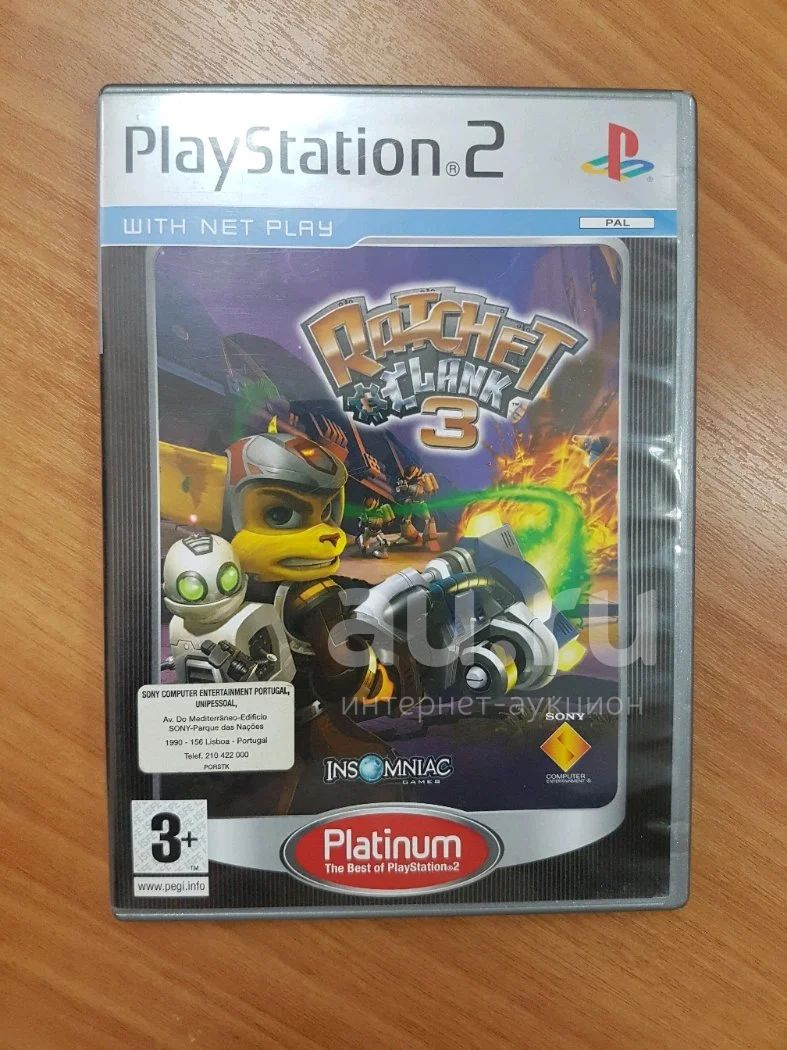 PlayStation®2
WITH NET PLAY
PAL
RATCHET
CLANK
3
au.ru
интернет-аукцион
SONY COMPUTER ENTERTAINMENT PORTUGAL,
UNIPESSOAL,
Av. Do Mediterrâneo-Edificio
SONY-Parque das Nações
1990 - 156 Lisboa - Portugal
Telef. 210 422 000
PORSTK
INSOMNIAC
GAMES
SONY
COMPUTER
ENTERTAINMENT ®
3+
™
www.pegi.info
Platinum
The Best of PlayStation®2